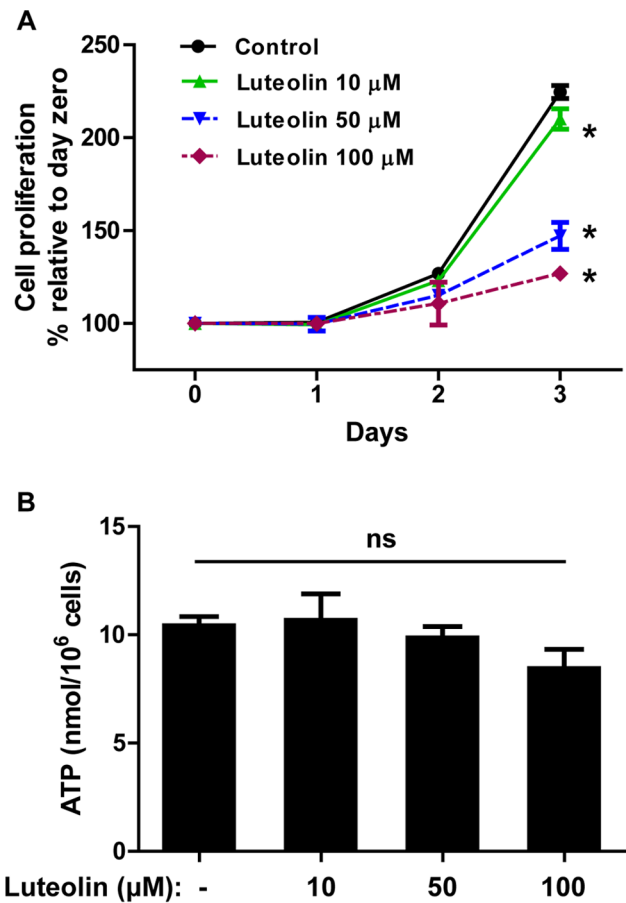 A
Cell proliferation
% relative to day zero
250
200
150
100
Control
Luteolin 10 μM
Luteolin 50 μM
Luteolin 100 μM
*
*
*
0 1 2 3
Days
B
ATP (nmol/10⁶ cells)
15
10
5
0
ns
Luteolin (μM): - 10 50 100